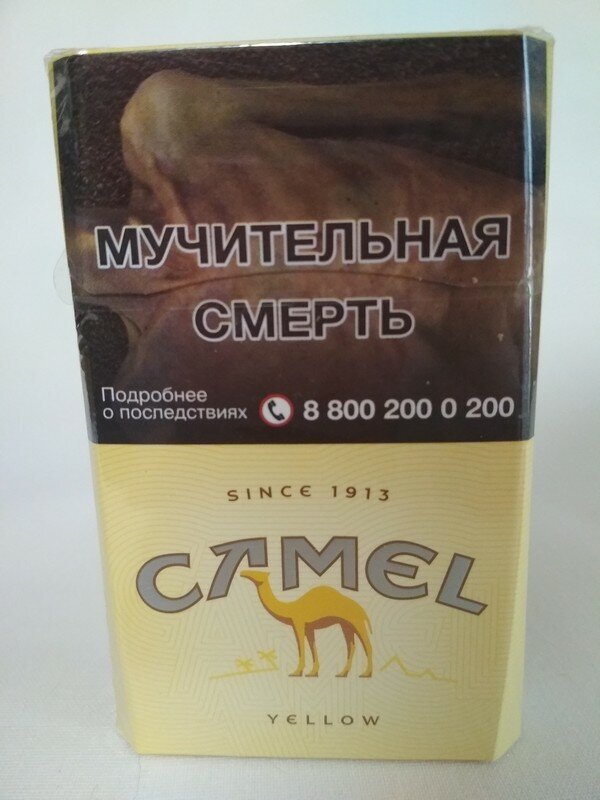 МУЧИТЕЛЬНАЯ
СМЕРТЬ
Подробнее
о последствиях 8 800 200 0 200
SINCE 1913
CAMEL
YELLOW